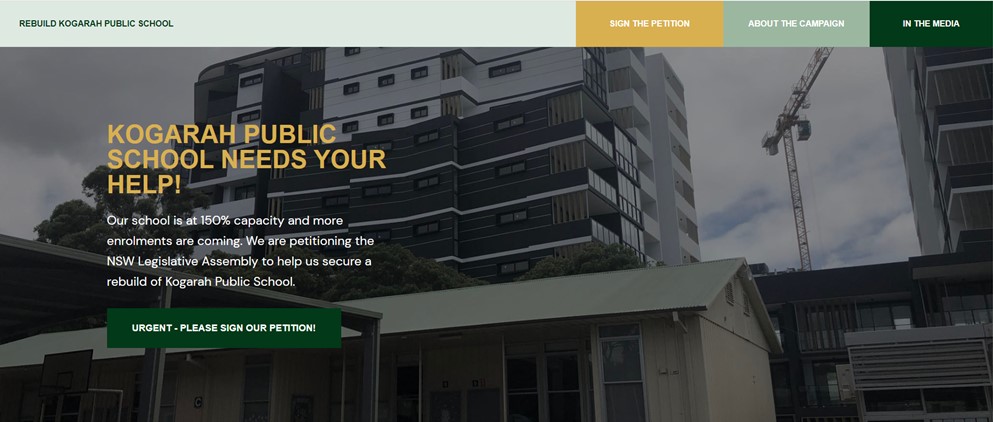 REBUILD KOGARAH PUBLIC SCHOOL
SIGN THE PETITION
ABOUT THE CAMPAIGN
IN THE MEDIA
KOGARAH PUBLIC
SCHOOL NEEDS YOUR
HELP!
Our school is at 150% capacity and more
enrolments are coming. We are petitioning the
NSW Legislative Assembly to help us secure a
rebuild of Kogarah Public School.
URGENT - PLEASE SIGN OUR PETITION!